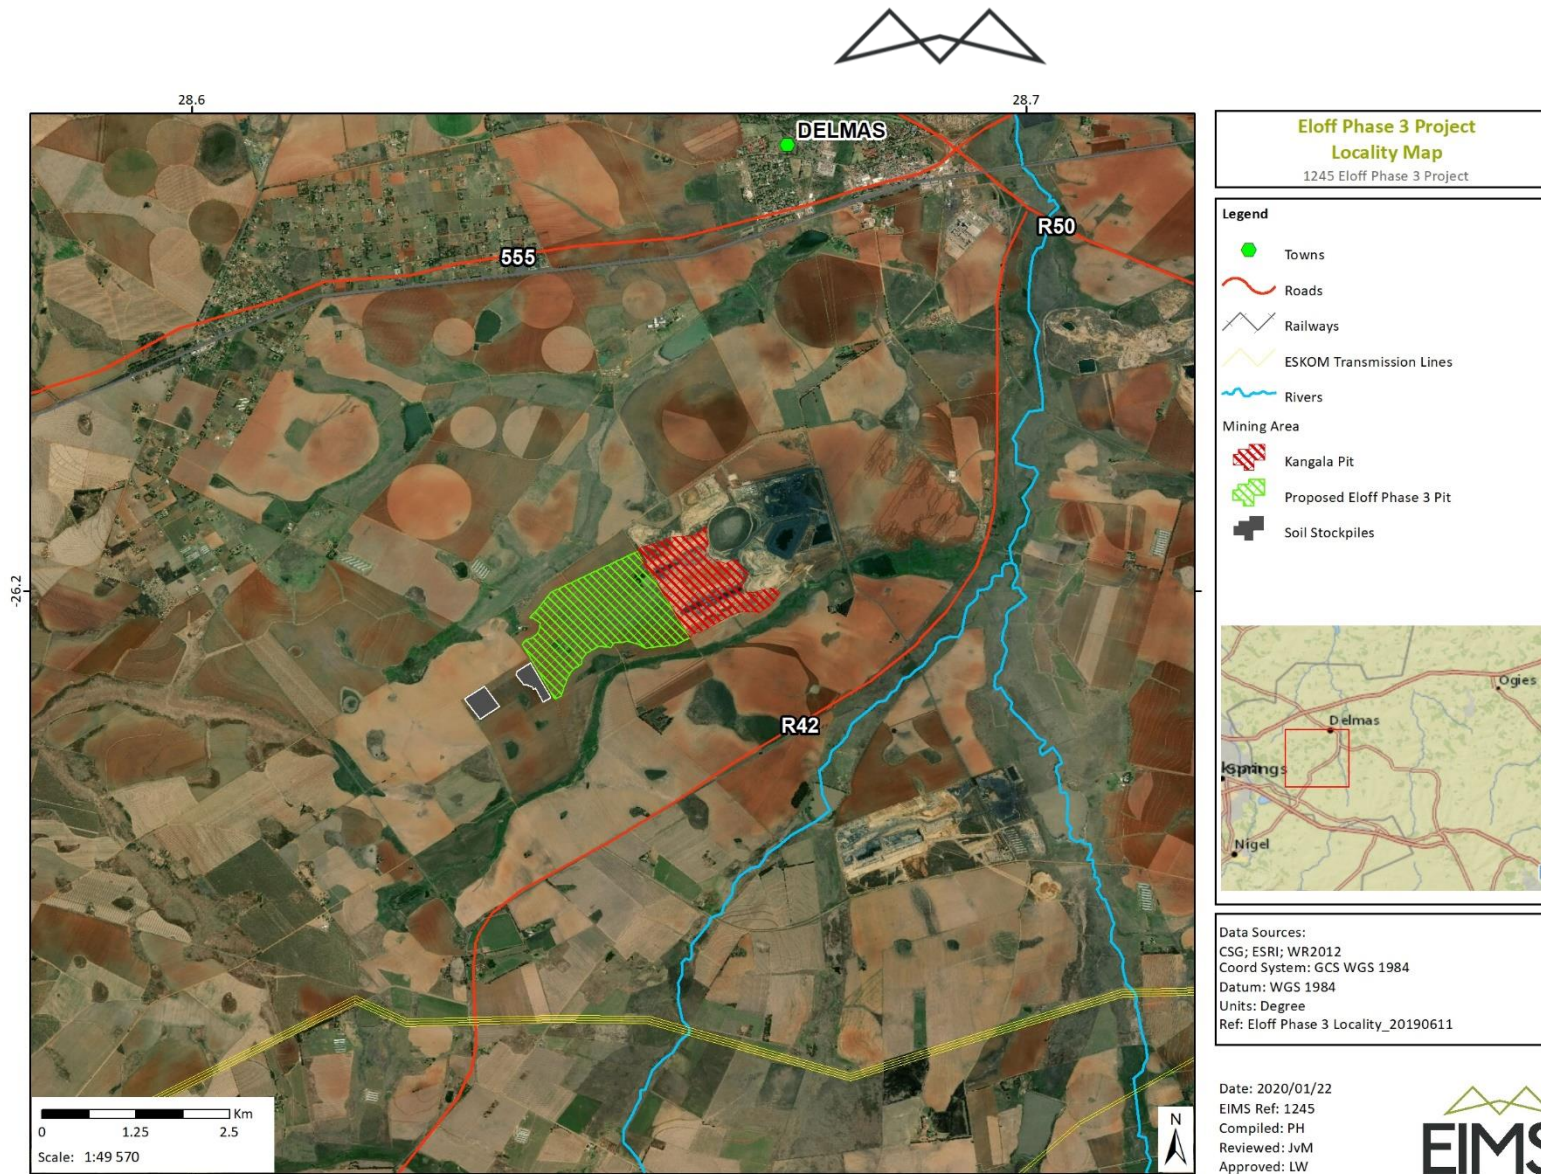 28.6
28.7
-26.2
DELMAS
555
R50
R42
Km
0
1.25
2.5
Scale: 1:49 570
N
Eloff Phase 3 Project
Locality Map
1245 Eloff Phase 3 Project
Legend
Towns
Roads
Railways
ESKOM Transmission Lines
Rivers
Mining Area
Kangala Pit
Proposed Eloff Phase 3 Pit
Soil Stockpiles
Ogies
Delmas
Springs
Nigel
Data Sources:
CSG; ESRI; WR2012
Coord System: GCS WGS 1984
Datum: WGS 1984
Units: Degree
Ref: Eloff Phase 3 Locality_20190611
Date: 2020/01/22
EIMS Ref: 1245
Compiled: PH
Reviewed: JvM
Approved: LW
EIMS